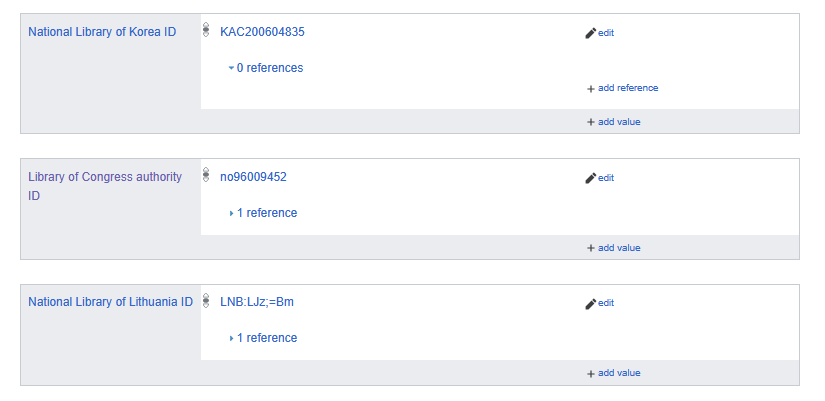 National Library of Korea ID
KAC200604835
edit
0 references
+ add reference
+ add value
Library of Congress authority
ID
no96009452
edit
1 reference
+ add value
National Library of Lithuania ID
LNB:LJz;=Bm
edit
1 reference
+ add value